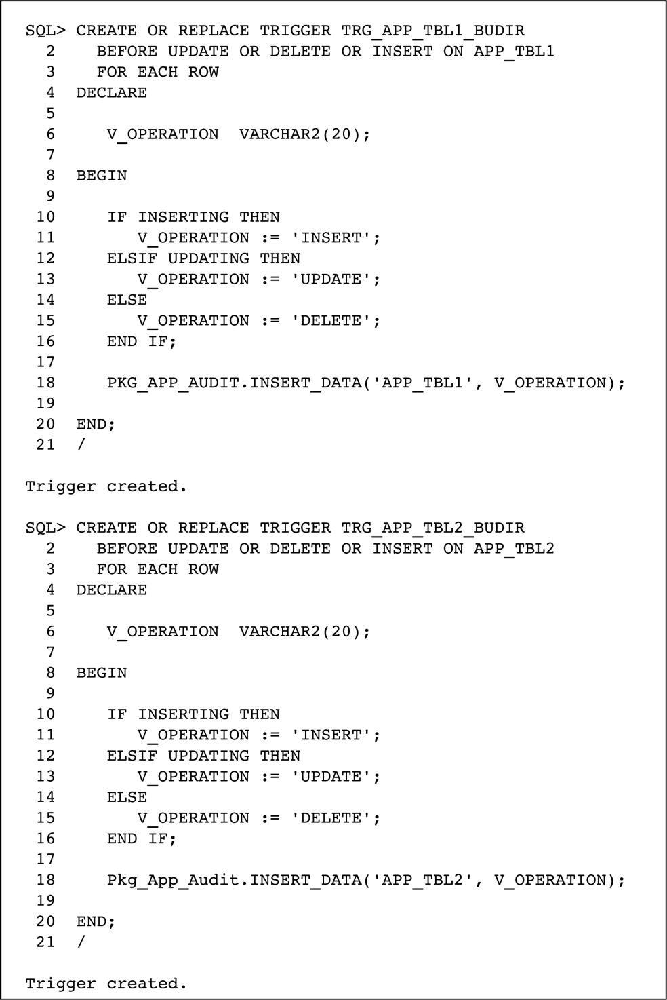 SQL> CREATE OR REPLACE TRIGGER TRG_APP_TBL1_BUDIR
  2    BEFORE UPDATE OR DELETE OR INSERT ON APP_TBL1
  3    FOR EACH ROW
  4  DECLARE
  5
  6     V_OPERATION  VARCHAR2(20);
  7
  8  BEGIN
  9
 10     IF INSERTING THEN
 11        V_OPERATION := 'INSERT';
 12     ELSIF UPDATING THEN
 13        V_OPERATION := 'UPDATE';
 14     ELSE
 15        V_OPERATION := 'DELETE';
 16     END IF;
 17
 18     PKG_APP_AUDIT.INSERT_DATA('APP_TBL1', V_OPERATION);
 19
 20  END;
 21  /
Trigger created.
SQL> CREATE OR REPLACE TRIGGER TRG_APP_TBL2_BUDIR
  2    BEFORE UPDATE OR DELETE OR INSERT ON APP_TBL2
  3    FOR EACH ROW
  4  DECLARE
  5
  6     V_OPERATION  VARCHAR2(20);
  7
  8  BEGIN
  9
 10     IF INSERTING THEN
 11        V_OPERATION := 'INSERT';
 12     ELSIF UPDATING THEN
 13        V_OPERATION := 'UPDATE';
 14     ELSE
 15        V_OPERATION := 'DELETE';
 16     END IF;
 17
 18     Pkg_App_Audit.INSERT_DATA('APP_TBL2', V_OPERATION);
 19
 20  END;
 21  /
Trigger created.